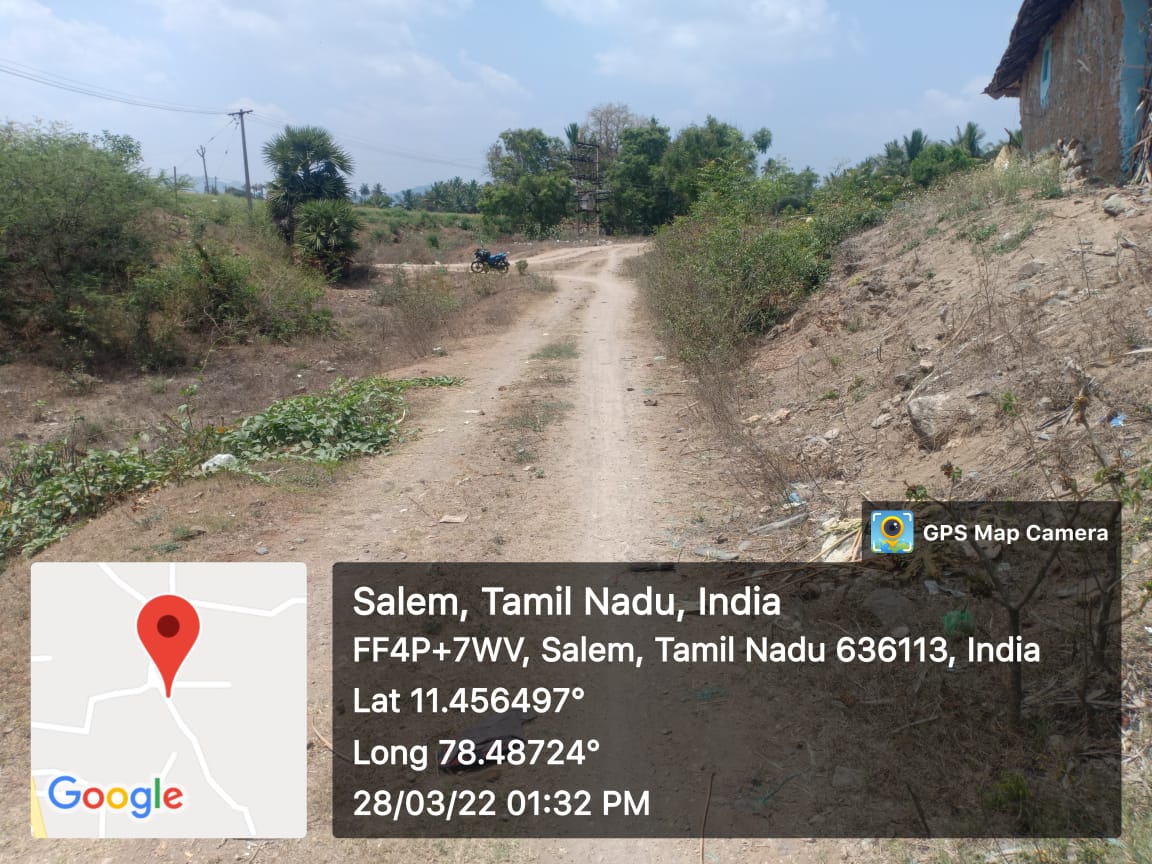 GPS Map Camera
Salem, Tamil Nadu, India
FF4P+7WV, Salem, Tamil Nadu 636113, India
Lat 11.456497°
Long 78.48724°
28/03/22 01:32 PM
Google